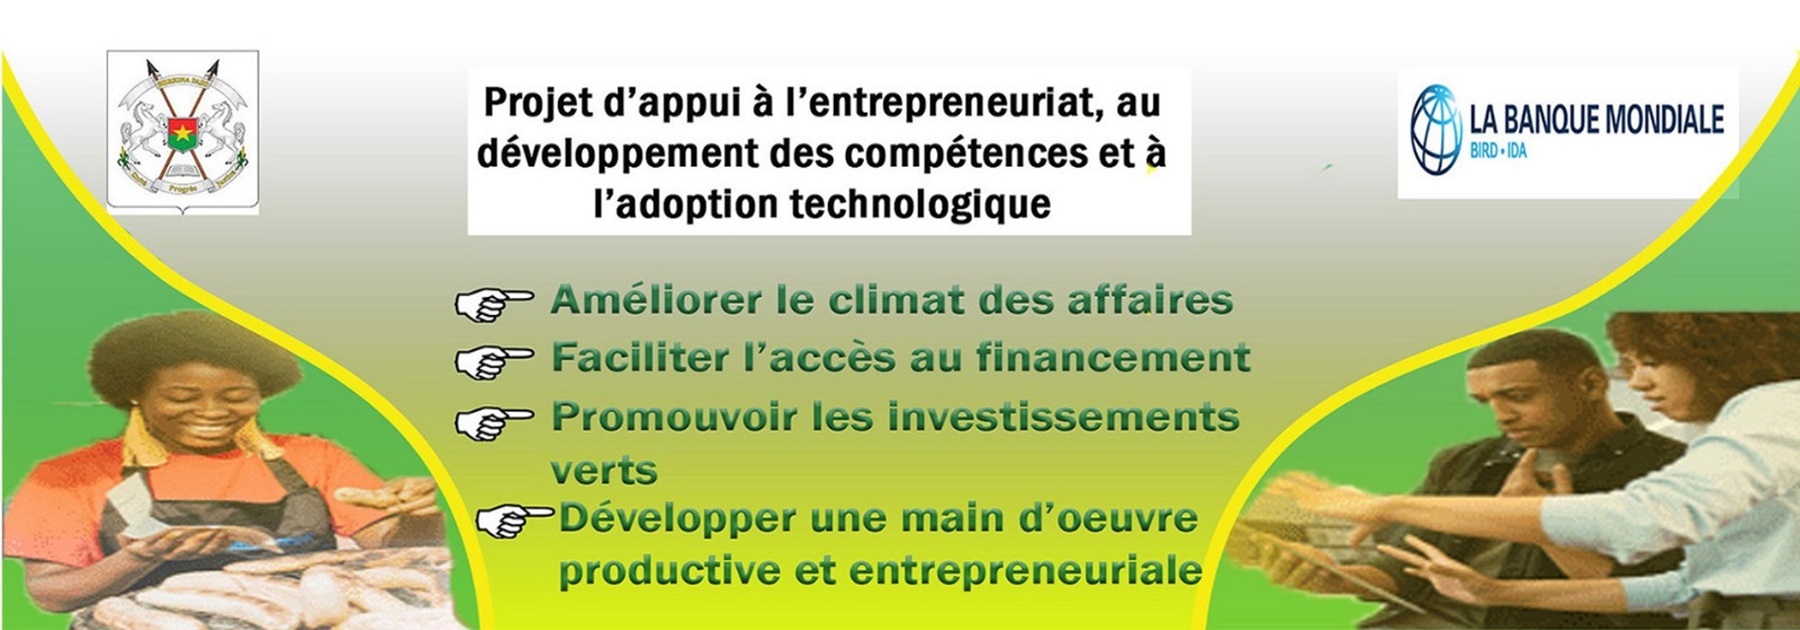 BURKINA FASO
Unité Progrès Justice
Projet d'appui à l'entrepreneuriat, au
développement des compétences et à
l'adoption technologique
LA BANQUE MONDIALE
BIRD • IDA
Améliorer le climat des affaires
Faciliter l'accès au financement
Promouvoir les investissements
verts
Développer une main d'oeuvre
productive et entrepreneuriale